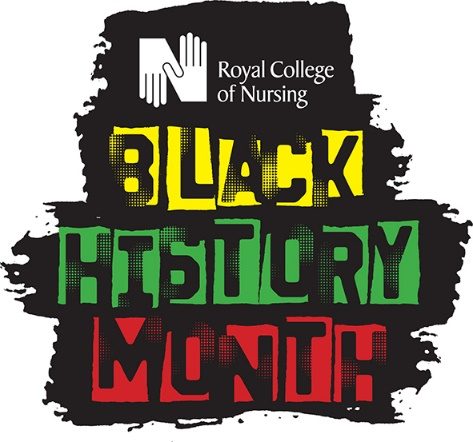 Royal College
of Nursing
BLACK
HISTORY
MONTH